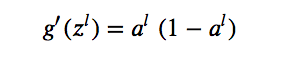 g′(zˡ) = aˡ (1 − aˡ)